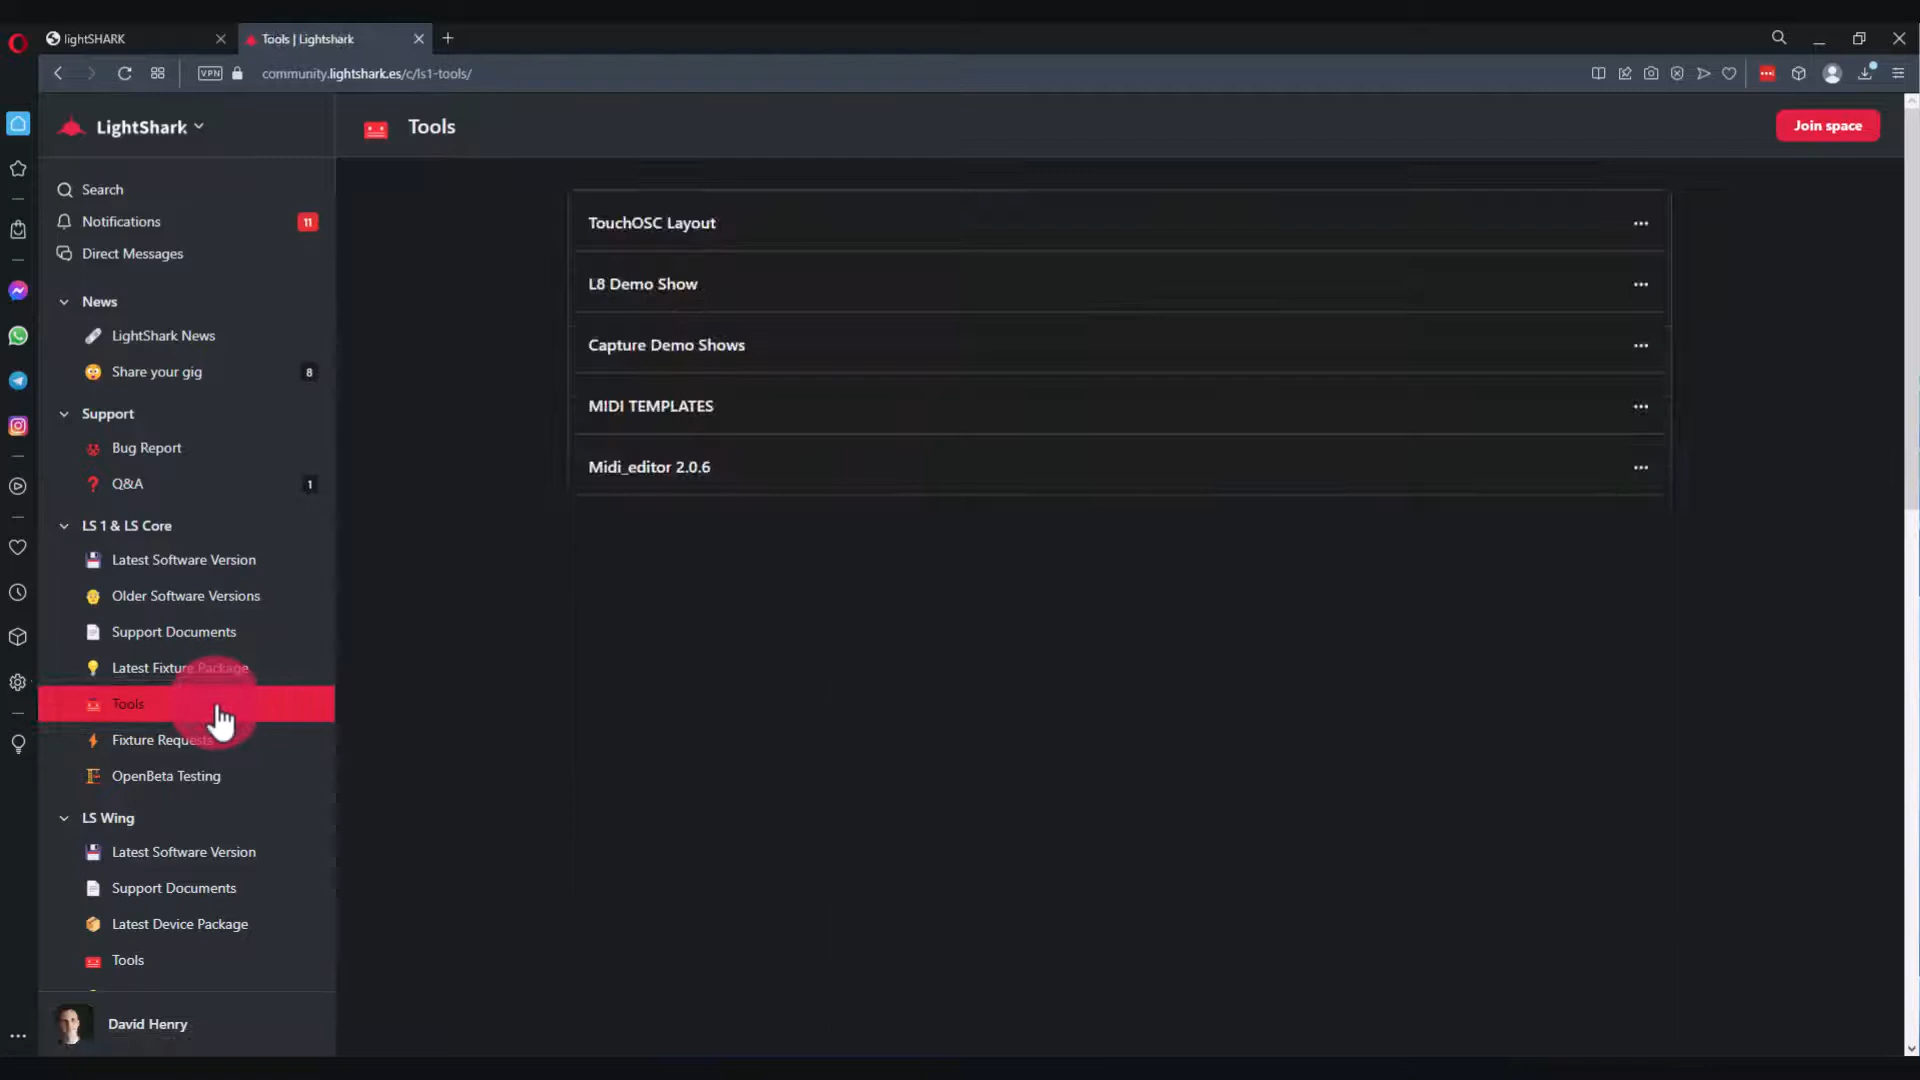 lightSHARK
Tools | Lightshark
VPN
community.lightshark.es/c/ls1-tools/
LightShark
Tools
Join space
Search
Notifications
11
Direct Messages
News
LightShark News
Share your gig
8
Support
Bug Report
Q&A
1
LS 1 & LS Core
Latest Software Version
Older Software Versions
Support Documents
Latest Fixture Package
Tools
Fixture Requests
OpenBeta Testing
LS Wing
Latest Software Version
Support Documents
Latest Device Package
Tools
David Henry
TouchOSC Layout
L8 Demo Show
Capture Demo Shows
MIDI TEMPLATES
Midi_editor 2.0.6